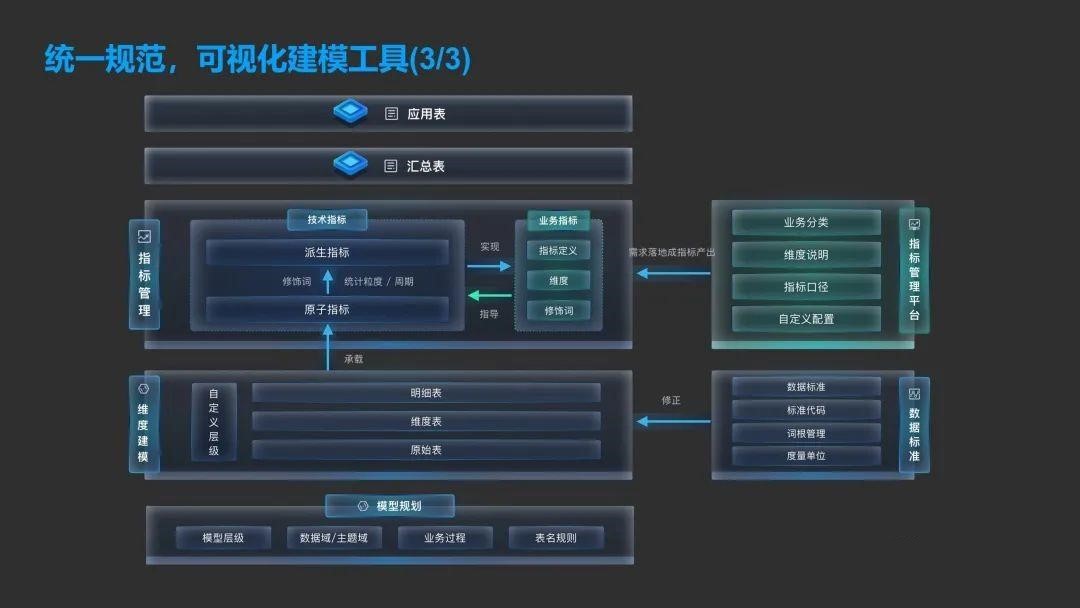 统一规范，可视化建模工具(3/3)
应用表
汇总表
指标管理
技术指标
派生指标
修饰词
统计粒度 / 周期
原子指标
实现
指导
业务指标
指标定义
维度
修饰词
需求落地成指标产出
业务分类
维度说明
指标口径
自定义配置
指标管理平台
承载
维度建模
自定义层级
明细表
维度表
原始表
修正
数据标准
标准代码
词根管理
度量单位
数据标准
模型规划
模型层级
数据域/主题域
业务过程
表名规则